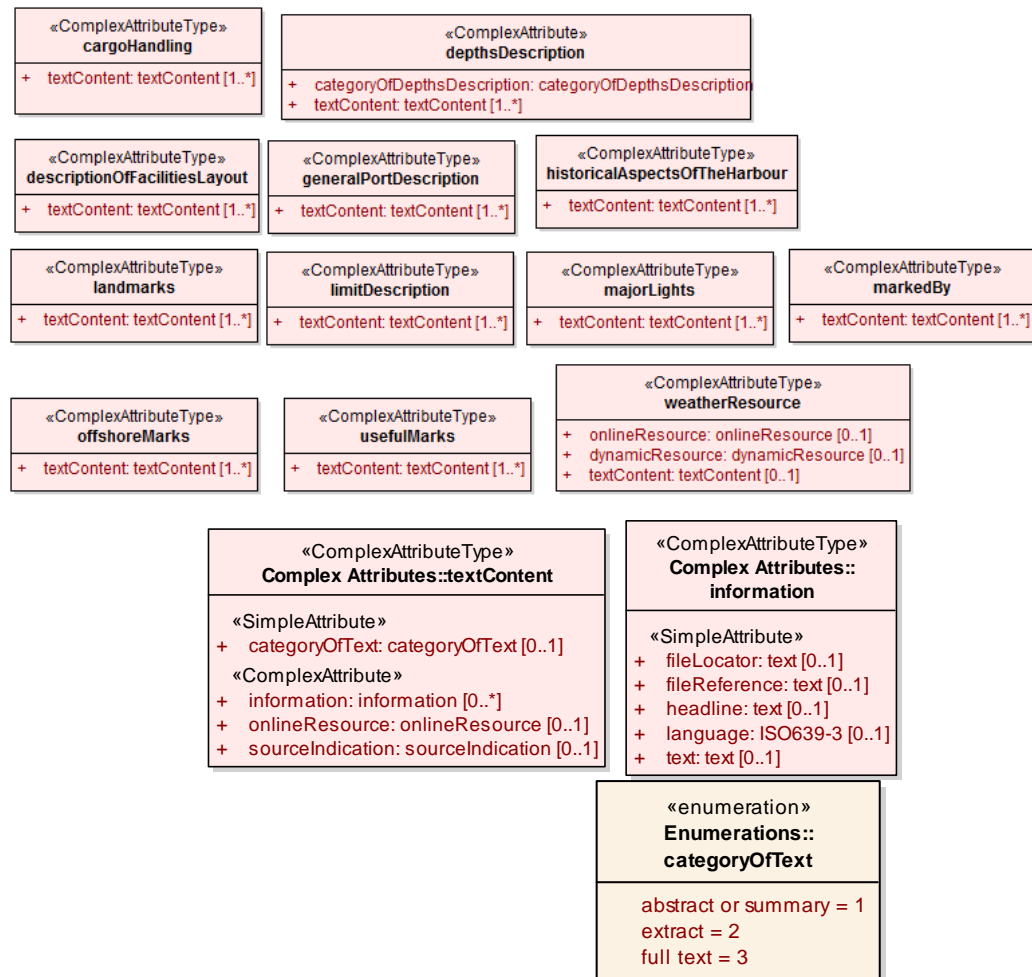 «ComplexAttributeType»
cargoHandling
+ textContent: textContent [1..*]
«ComplexAttribute»
depthsDescription
+ categoryOfDepthsDescription: categoryOfDepthsDescription
+ textContent: textContent [1..*]
«ComplexAttributeType»
descriptionOfFacilitiesLayout
+ textContent: textContent [1..*]
«ComplexAttributeType»
generalPortDescription
+ textContent: textContent [1..*]
«ComplexAttributeType»
historicalAspectsOfTheHarbour
+ textContent: textContent [1..*]
«ComplexAttributeType»
landmarks
+ textContent: textContent [1..*]
«ComplexAttributeType»
limitDescription
+ textContent: textContent [1..*]
«ComplexAttributeType»
majorLights
+ textContent: textContent [1..*]
«ComplexAttributeType»
markedBy
+ textContent: textContent [1..*]
«ComplexAttributeType»
offshoreMarks
+ textContent: textContent [1..*]
«ComplexAttributeType»
usefulMarks
+ textContent: textContent [1..*]
«ComplexAttributeType»
weatherResource
+ onlineResource: onlineResource [0..1]
+ dynamicResource: dynamicResource [0..1]
+ textContent: textContent [0..1]
«ComplexAttributeType»
Complex Attributes::textContent
«SimpleAttribute»
+ categoryOfText: categoryOfText [0..1]
«ComplexAttribute»
+ information: information [0..*]
+ onlineResource: onlineResource [0..1]
+ sourceIndication: sourceIndication [0..1]
«ComplexAttributeType»
Complex Attributes::
information
«SimpleAttribute»
+ fileLocator: text [0..1]
+ fileReference: text [0..1]
+ headline: text [0..1]
+ language: ISO639-3 [0..1]
+ text: text [0..1]
«enumeration»
Enumerations::
categoryOfText
abstract or summary = 1
extract = 2
full text = 3